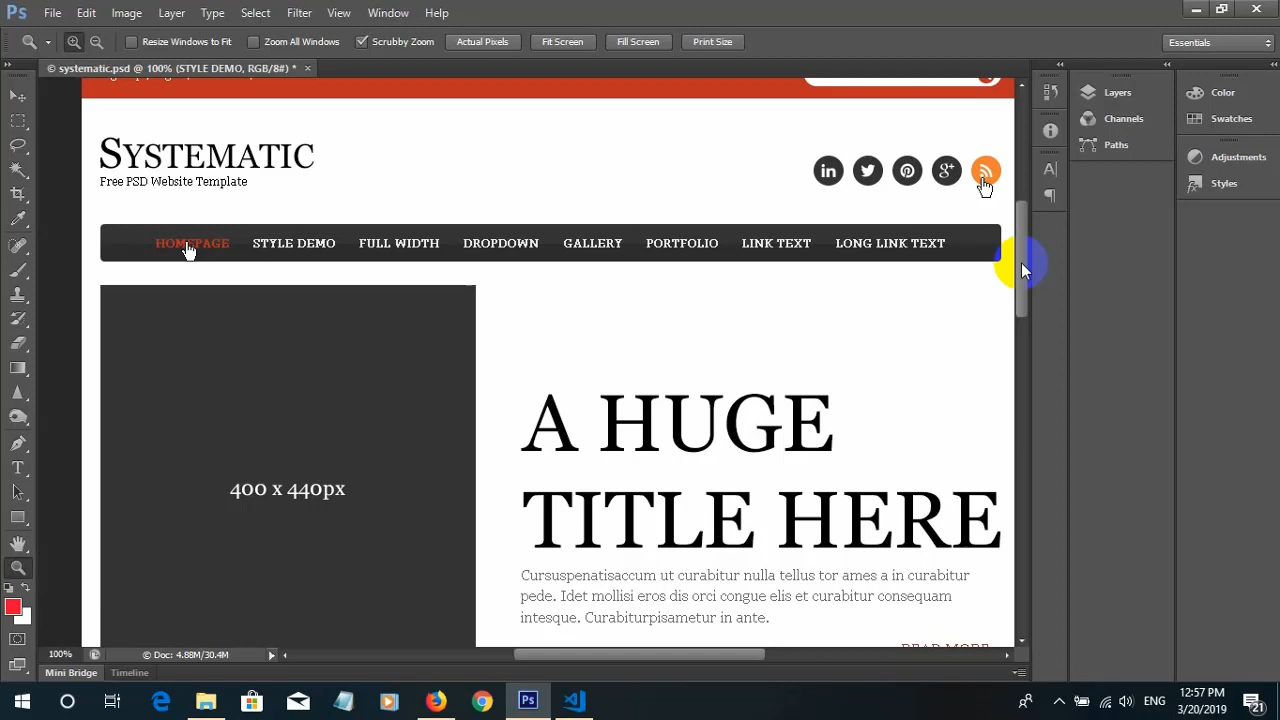 Ps File Edit Image Layer Type Select Filter View Window Help
Resize Windows to Fit Zoom All Windows Scrubby Zoom Actual Pixels Fit Screen Fill Screen Print Size Essentials
© systematic.psd @ 100% (STYLE DEMO, RGB/8#) * ×
SYSTEMATIC
Free PSD Website Template
HOMEPAGE STYLE DEMO FULL WIDTH DROPDOWN GALLERY PORTFOLIO LINK TEXT LONG LINK TEXT
400 x 440px
A HUGE
TITLE HERE
Cursuspenatisaccum ut curabitur nulla tellus tor ames a in curabitur
pede. Idet mollisi eros dis orci congue elis et curabitur consequam
intesque. Curabiturpisametur in ante.
READ MORE
Layers
Channels
Paths
Color
Swatches
Adjustments
Styles
100% © Doc: 4.88M/30.4M
Mini Bridge Timeline
ENG
12:57 PM
3/20/2019
21